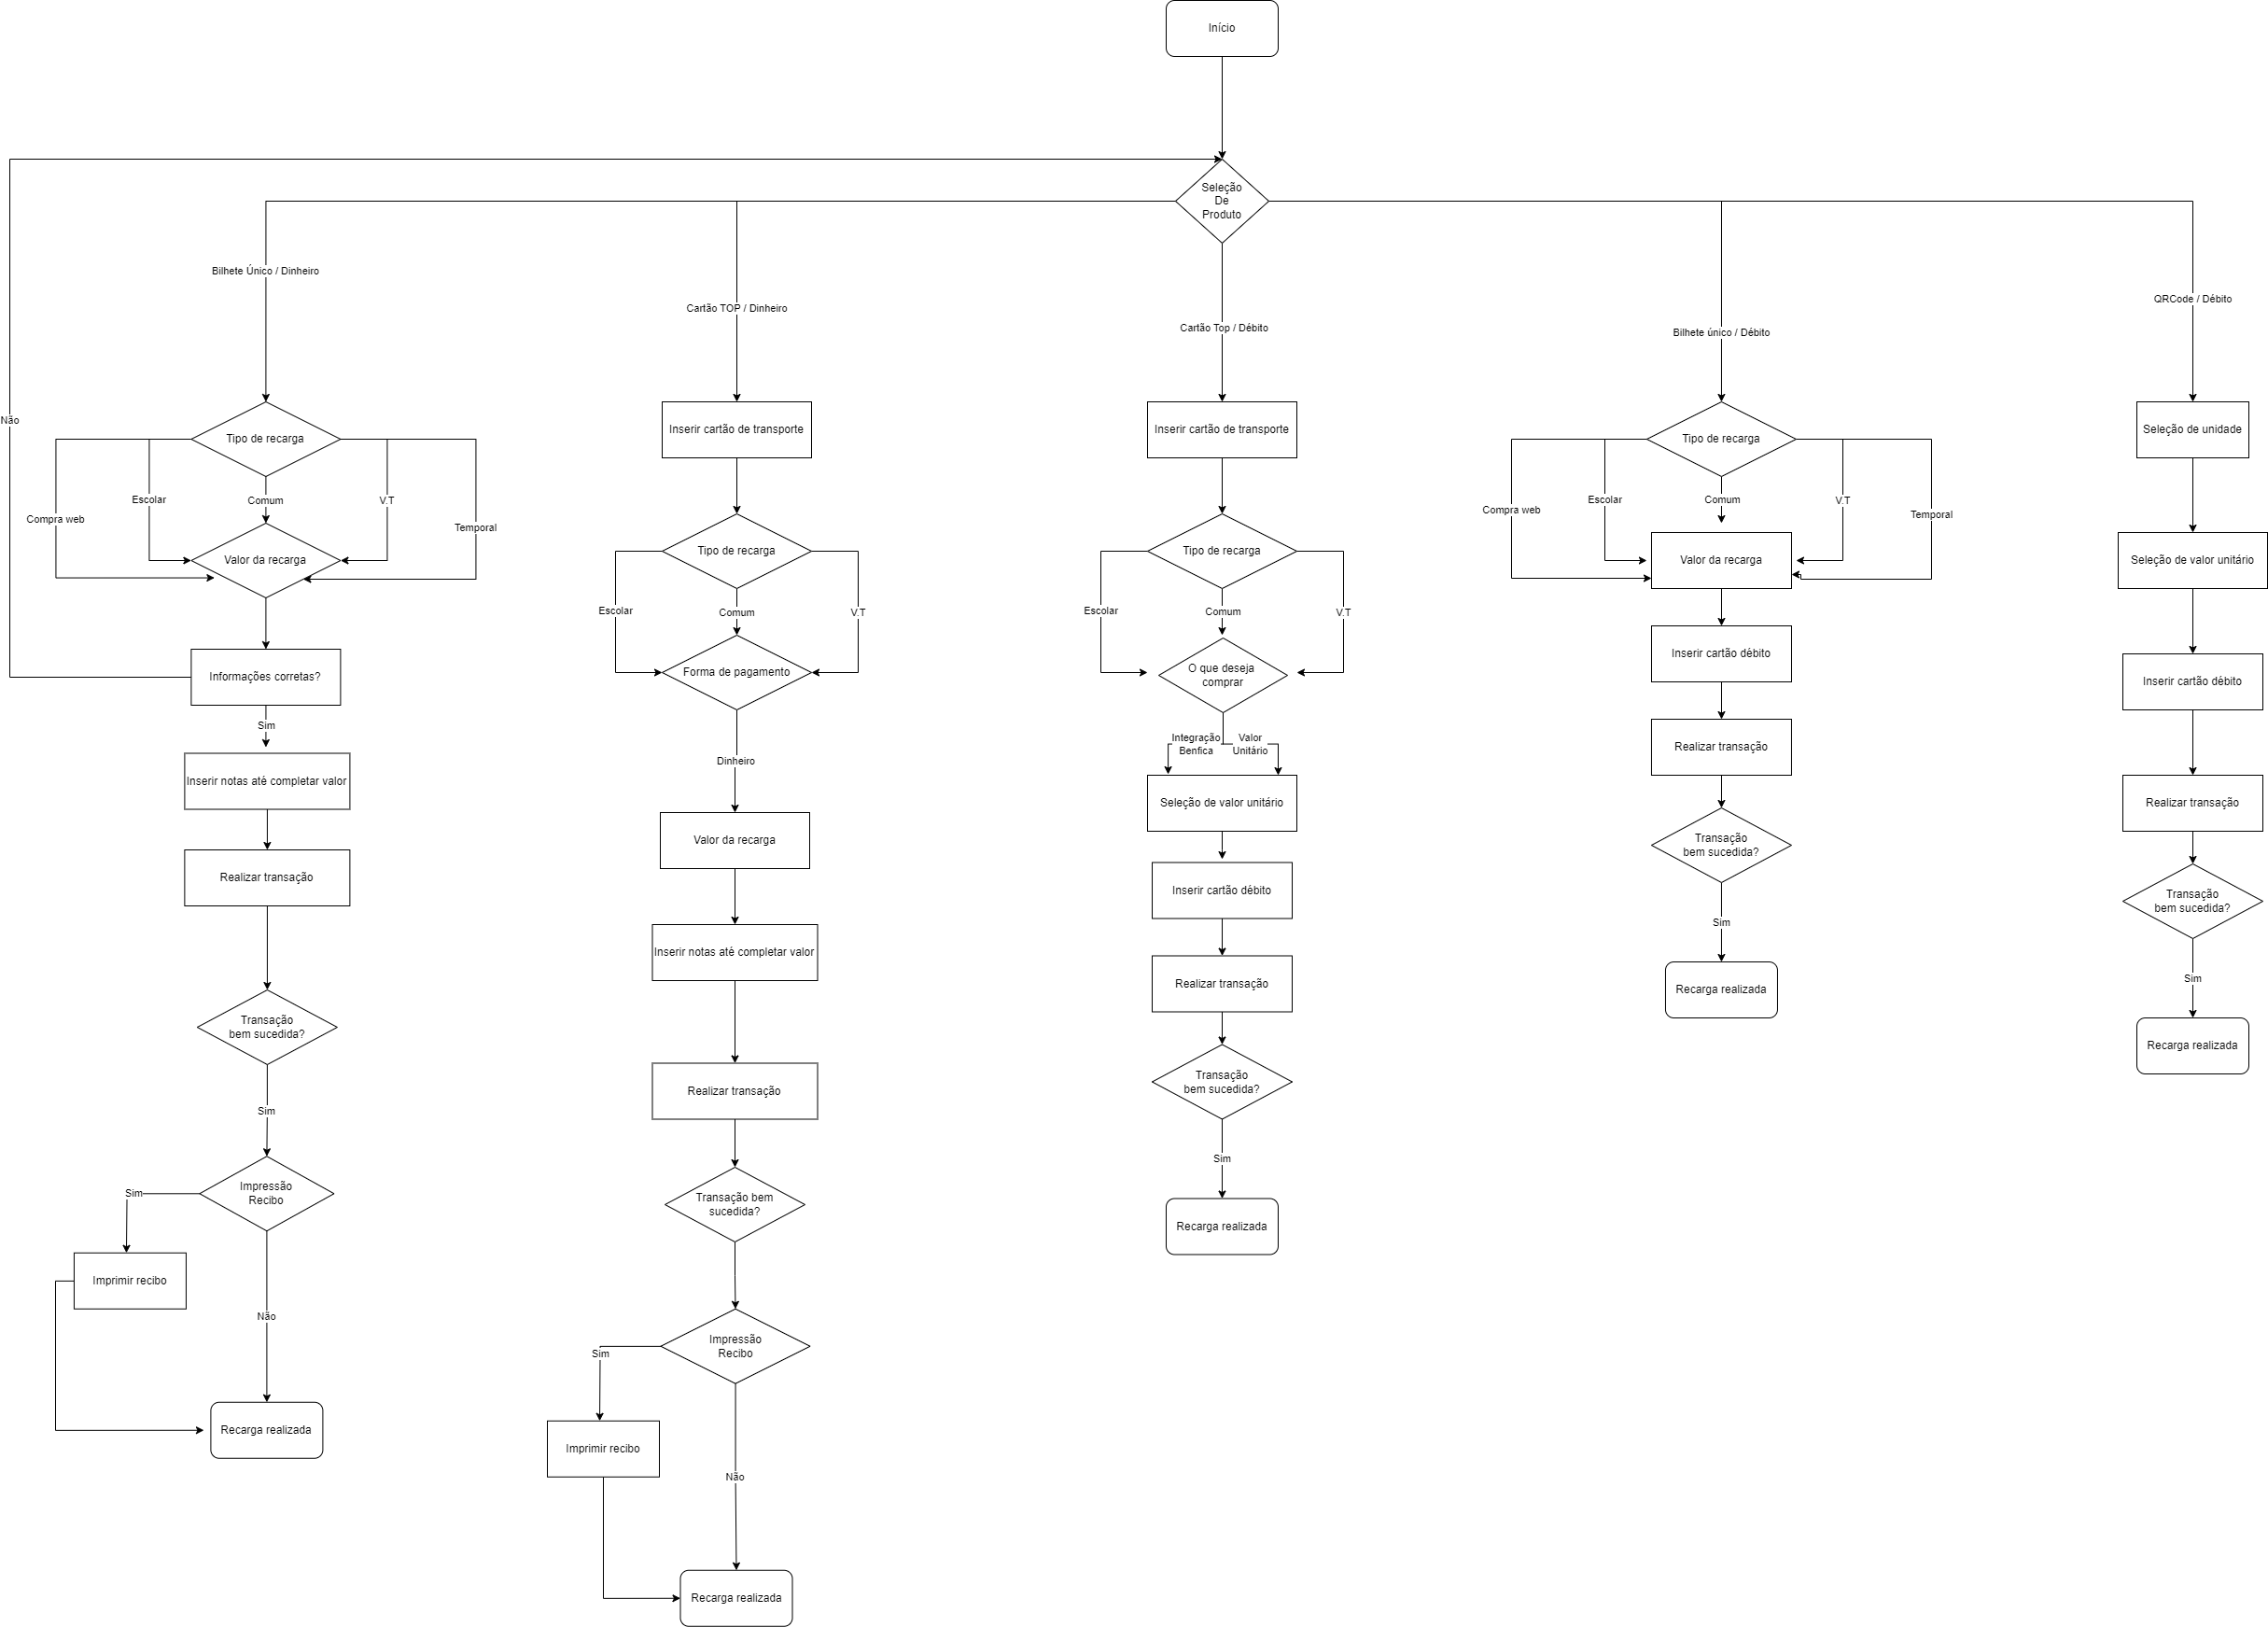 Início
Seleção
De
Produto
Bilhete Único / Dinheiro
Cartão TOP / Dinheiro
Cartão Top / Débito
Bilhete único / Débito
QRCode / Débito
Não
Tipo de recarga
Compra web
Escolar
Comum
V.T
Temporal
Valor da recarga
Informações corretas?
Sim
Inserir notas até completar valor
Realizar transação
Transação
bem sucedida?
Sim
Impressão
Recibo
Sim
Imprimir recibo
Não
Recarga realizada
Inserir cartão de transporte
Tipo de recarga
Escolar
Comum
V.T
Forma de pagamento
Dinheiro
Valor da recarga
Inserir notas até completar valor
Realizar transação
Transação bem
sucedida?
Impressão
Recibo
Sim
Imprimir recibo
Não
Recarga realizada
Inserir cartão de transporte
Tipo de recarga
Escolar
Comum
V.T
O que deseja
comprar
Integração
Benfica
Valor
Unitário
Seleção de valor unitário
Inserir cartão débito
Realizar transação
Transação
bem sucedida?
Sim
Recarga realizada
Tipo de recarga
Compra web
Escolar
Comum
V.T
Temporal
Valor da recarga
Inserir cartão débito
Realizar transação
Transação
bem sucedida?
Sim
Recarga realizada
Seleção de unidade
Seleção de valor unitário
Inserir cartão débito
Realizar transação
Transação
bem sucedida?
Sim
Recarga realizada